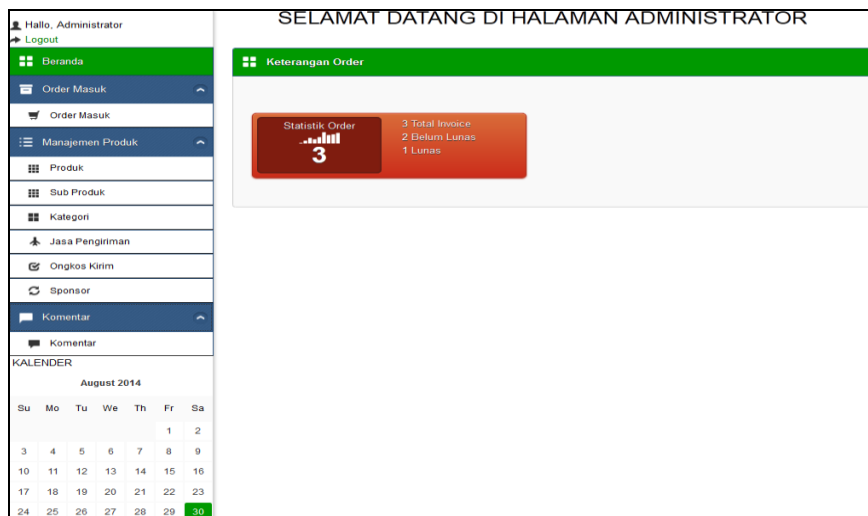 Hallo, Administrator
Logout
Beranda
Order Masuk
Order Masuk
Manajemen Produk
Produk
Sub Produk
Kategori
Jasa Pengiriman
Ongkos Kirim
Sponsor
Komentar
Komentar
KALENDER
August 2014
Su Mo Tu We Th Fr Sa
1 2
3 4 5 6 7 8 9
10 11 12 13 14 15 16
17 18 19 20 21 22 23
24 25 26 27 28 29 30
SELAMAT DATANG DI HALAMAN ADMINISTRATOR
Keterangan Order
Statistik Order
3
3 Total Invoice
2 Belum Lunas
1 Lunas